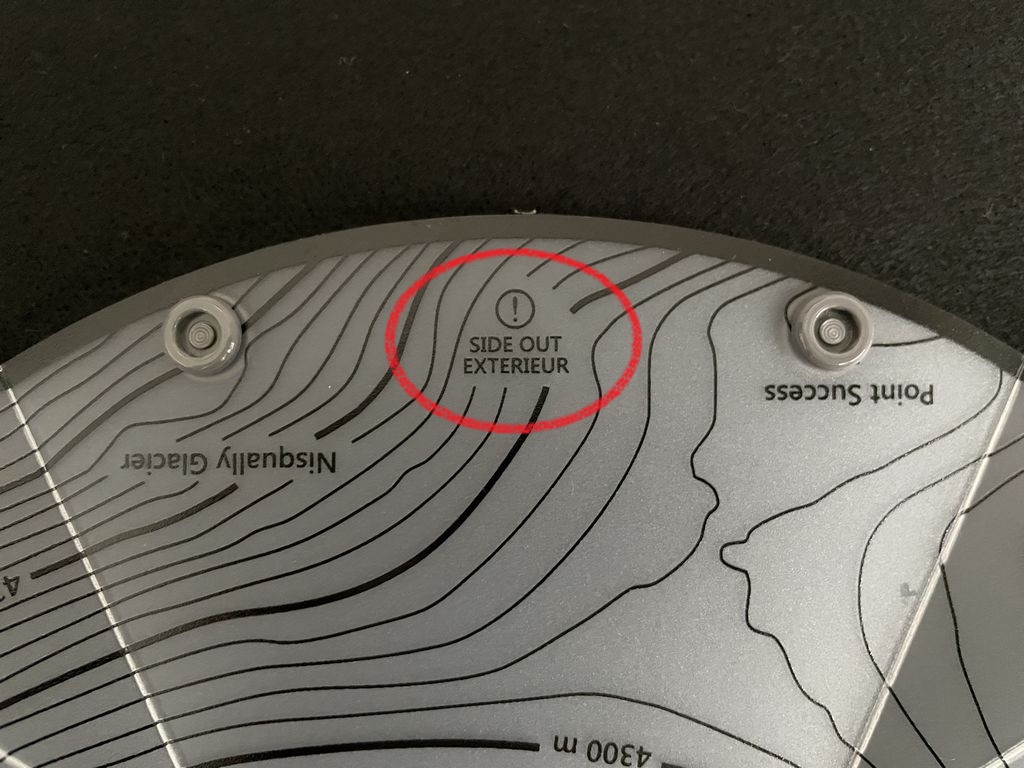 !
SIDE OUT
EXTERIEUR
Point Success
Nisqually Glacier
4300 m